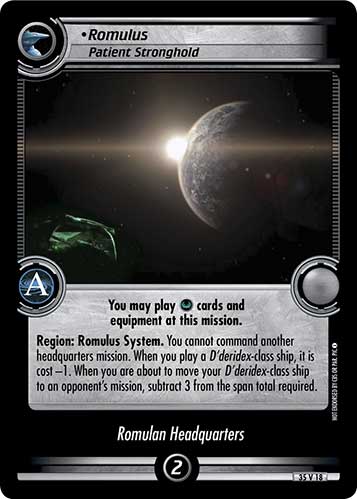 •Romulus
Patient Stronghold
A
You may play cards and
equipment at this mission.
Region: Romulus System. You cannot command another
headquarters mission. When you play a D'deridex-class ship, it is
cost –1. When you are about to move your D'deridex-class ship
to an opponent's mission, subtract 3 from the span total required.
Romulan Headquarters
2
35 V 18